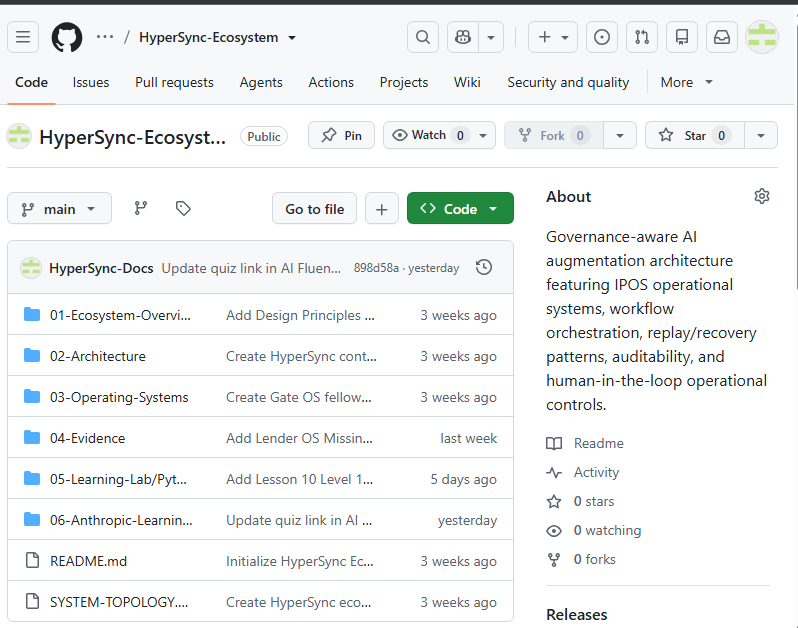 ... / HyperSync-Ecosystem
Code Issues Pull requests Agents Actions Projects Wiki Security and quality More
HyperSync-Ecosyst... Public Pin Watch 0 Fork 0 Star 0
main Go to file + Code
HyperSync-Docs Update quiz link in AI Fluen... 898d58a · yesterday
01-Ecosystem-Overvi... Add Design Principles ... 3 weeks ago
02-Architecture Create HyperSync cont... 3 weeks ago
03-Operating-Systems Create Gate OS fellow... 3 weeks ago
04-Evidence Add Lender OS Missin... last week
05-Learning-Lab/Pyt... Add Lesson 10 Level 1... 5 days ago
06-Anthropic-Learnin... Update quiz link in AI ... yesterday
README.md Initialize HyperSync Ec... 3 weeks ago
SYSTEM-TOPOLOGY.... Create HyperSync eco... 3 weeks ago
About
Governance-aware AI
augmentation architecture
featuring IPOS operational
systems, workflow
orchestration, replay/recovery
patterns, auditability, and
human-in-the-loop operational
controls.
Readme
Activity
0 stars
0 watching
0 forks
Releases